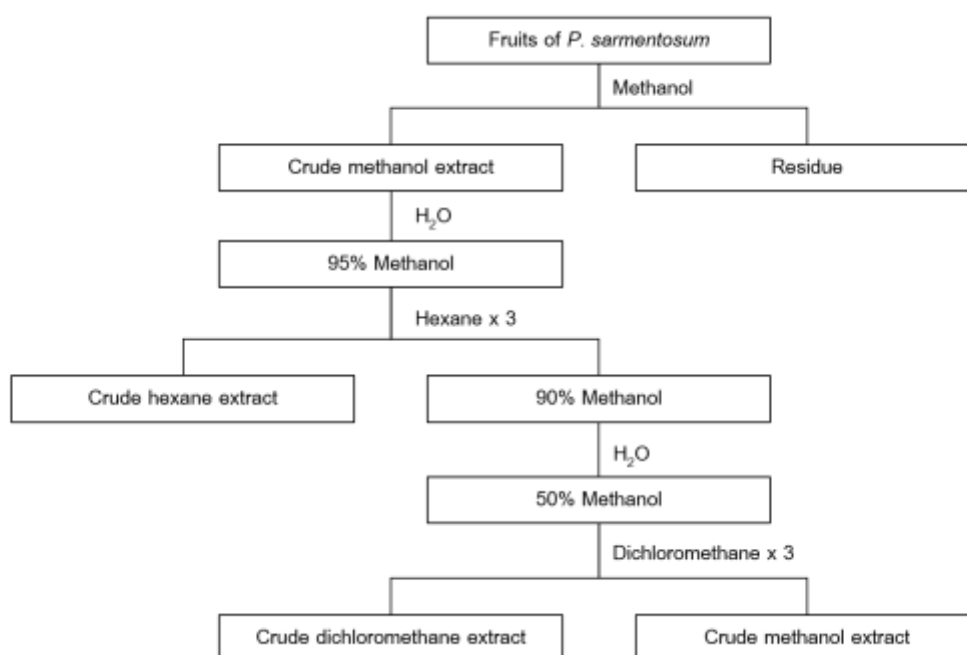 Fruits of P. sarmentosum
Methanol
Crude methanol extract
Residue
H₂O
95% Methanol
Hexane x 3
Crude hexane extract
90% Methanol
H₂O
50% Methanol
Dichloromethane x 3
Crude dichloromethane extract
Crude methanol extract